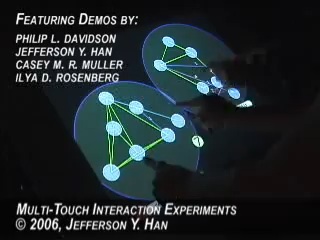 Featuring Demos by:
Philip L. Davidson
Jefferson Y. Han
Casey M. R. Muller
Ilya D. Rosenberg
Multi-Touch Interaction Experiments
© 2006, Jefferson Y. Han